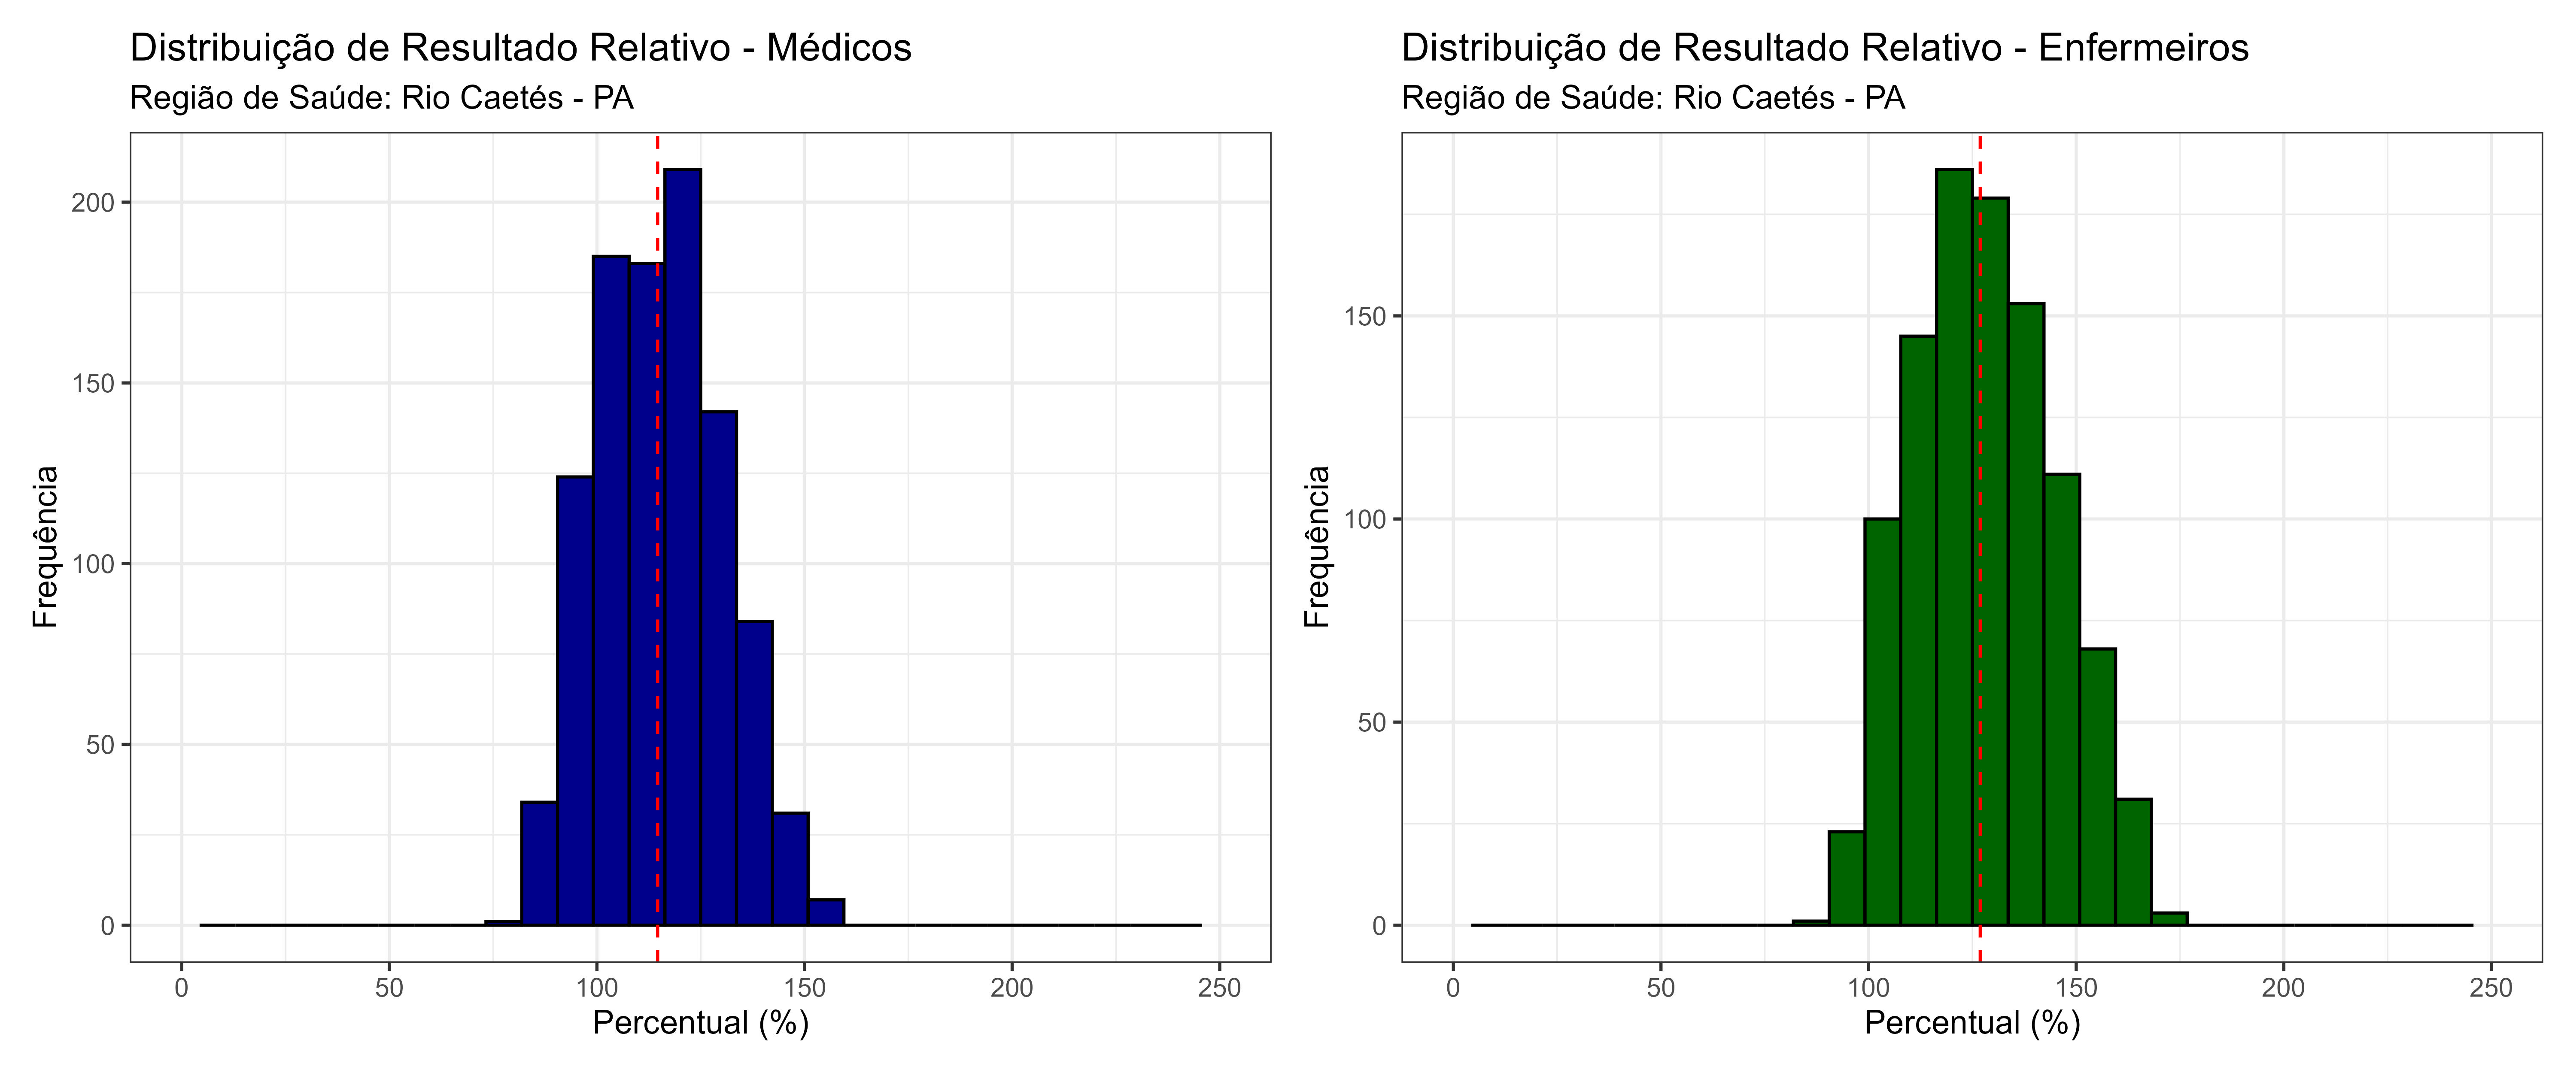 Distribuição de Resultado Relativo - Médicos
Região de Saúde: Rio Caetés - PA
Frequência
200
150
100
50
0
0 50 100 150 200 250
Percentual (%)
Distribuição de Resultado Relativo - Enfermeiros
Região de Saúde: Rio Caetés - PA
Frequência
150
100
50
0
0 50 100 150 200 250
Percentual (%)